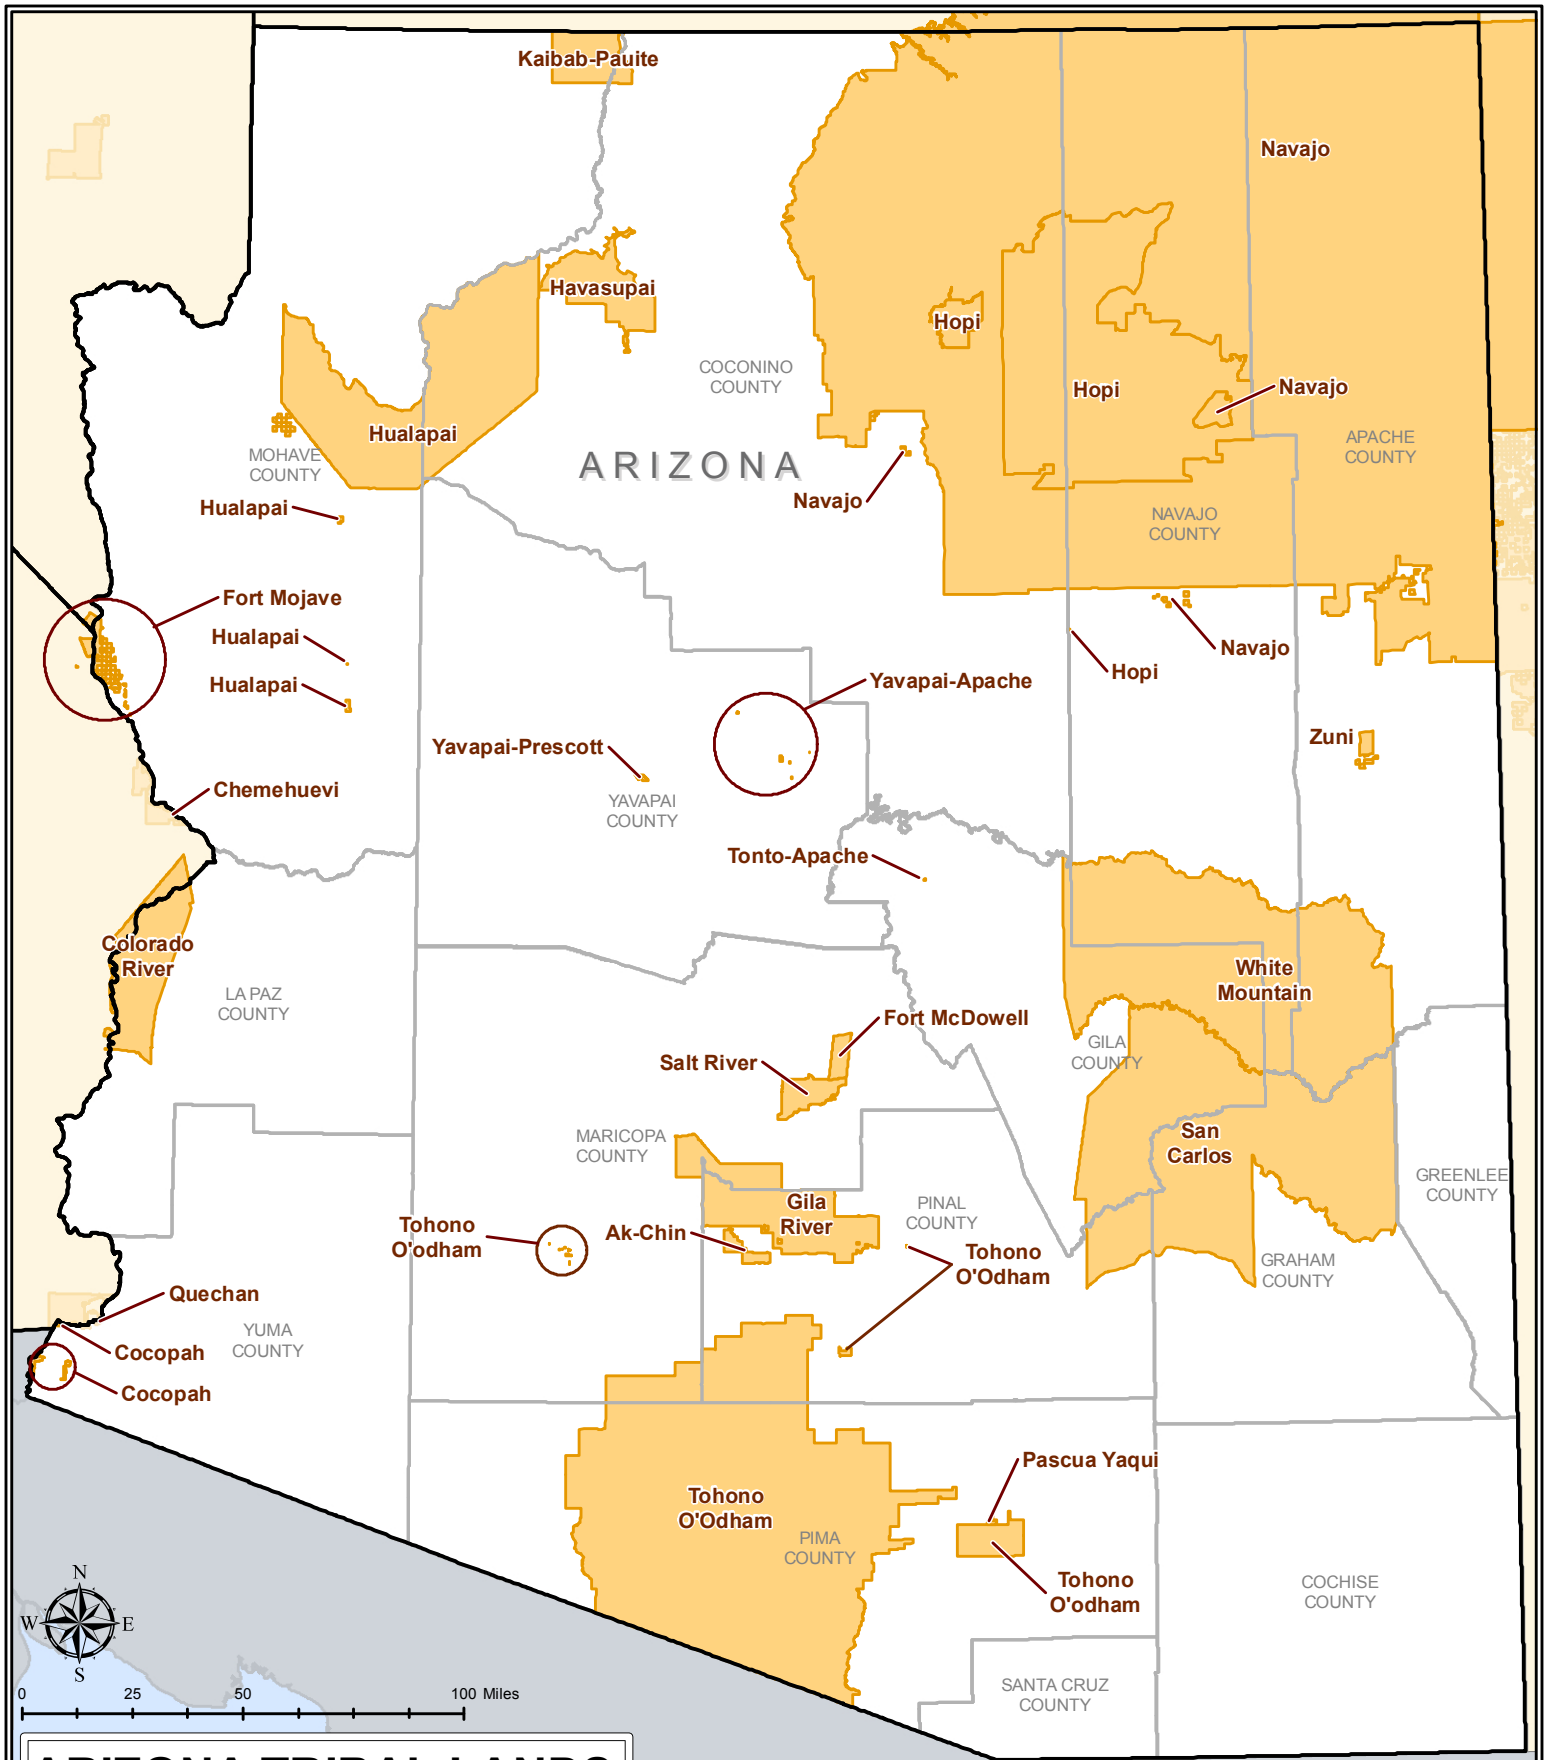 Kaibab-Pauite
Navajo
Havasupai
Hopi
COCONINO
COUNTY
Hopi
Navajo
Hualapai
APACHE
COUNTY
MOHAVE
COUNTY
ARIZONA
Navajo
Hualapai
NAVAJO
COUNTY
Fort Mojave
Hualapai
Navajo
Hopi
Hualapai
Yavapai-Apache
Zuni
Yavapai-Prescott
Chemehuevi
YAVAPAI
COUNTY
Tonto-Apache
Colorado
River
White
Mountain
LA PAZ
COUNTY
Fort McDowell
GILA
COUNTY
Salt River
MARICOPA
COUNTY
San
Carlos
GREENLEE
COUNTY
Gila
River
PINAL
COUNTY
Tohono
O'odham
Ak-Chin
Tohono
O'Odham
GRAHAM
COUNTY
Quechan
YUMA
COUNTY
Cocopah
Cocopah
Pascua Yaqui
Tohono
O'Odham
PIMA
COUNTY
Tohono
O'odham
COCHISE
COUNTY
N
W E
S
SANTA CRUZ
COUNTY
0 25 50 100 Miles
ARIZONA TRIBAL LANDS